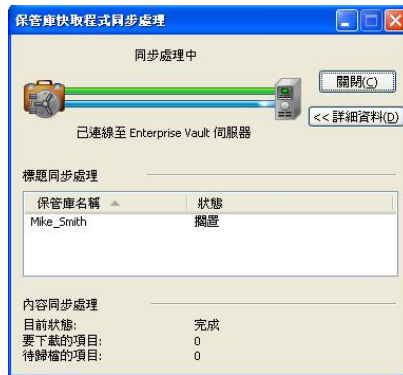 保管庫快取程式同步處理
同步處理中
關閉(C)
<< 詳細資料(D)
已連線至 Enterprise Vault 伺服器
標題同步處理
保管庫名稱 狀態
Mike_Smith 擱置
內容同步處理
目前狀態: 完成
要下載的項目: 0
待歸檔的項目: 0